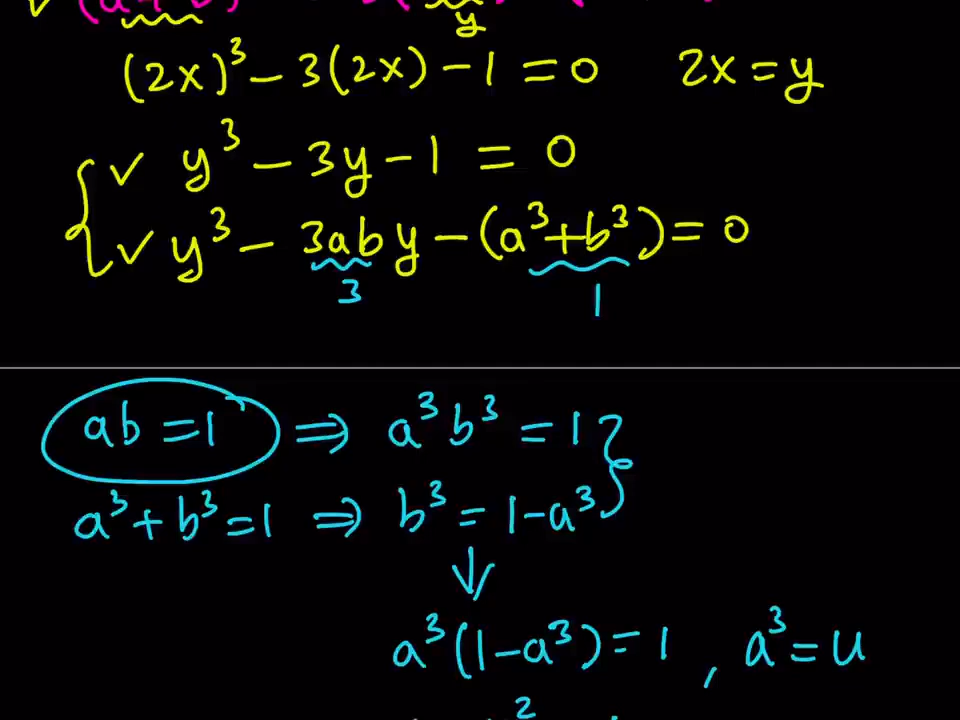 y
(2x)³ – 3(2x) – 1 = 0 2x = y
✓ y³ – 3y – 1 = 0
✓ y³ – 3aby – (a³+b³) = 0
3 1
ab = 1 ⇒ a³b³ = 1
a³+b³ = 1 ⇒ b³ = 1–a³
↓
a³(1–a³) = 1 , a³ = u
2